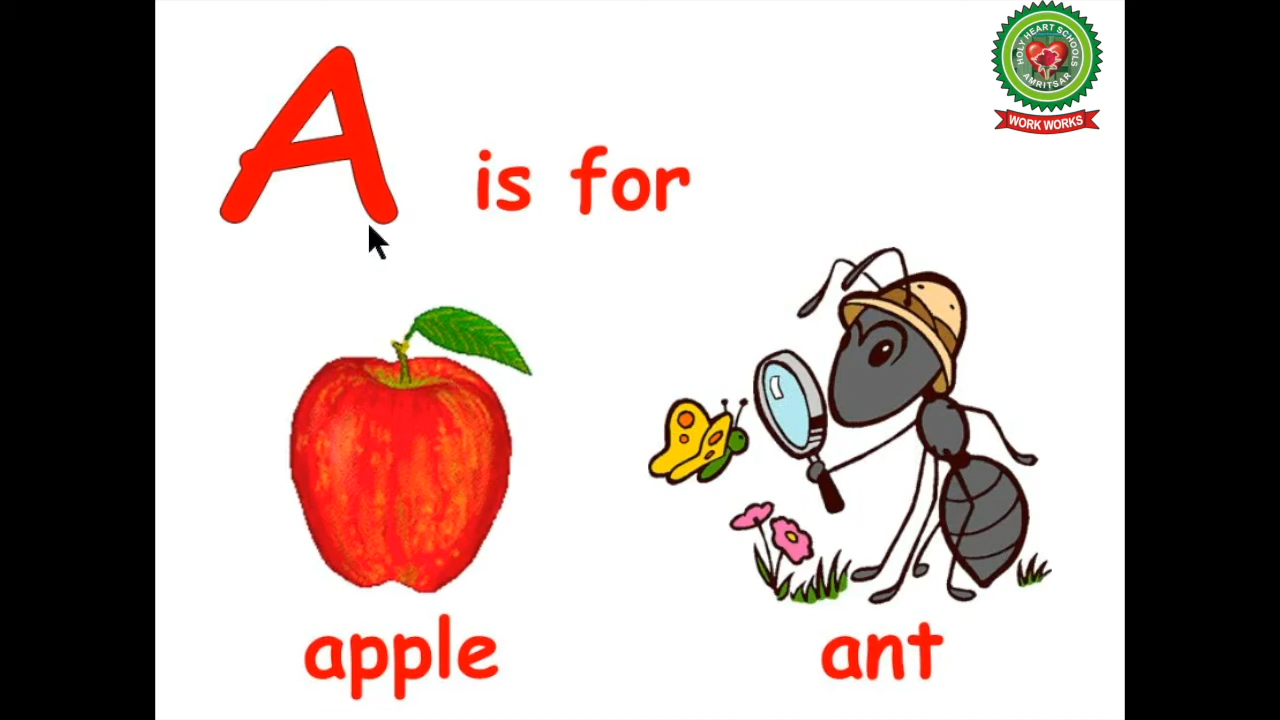 A is for
apple
ant
HOLY HEART SCHOOLS
AMRITSAR
WORK WORKS